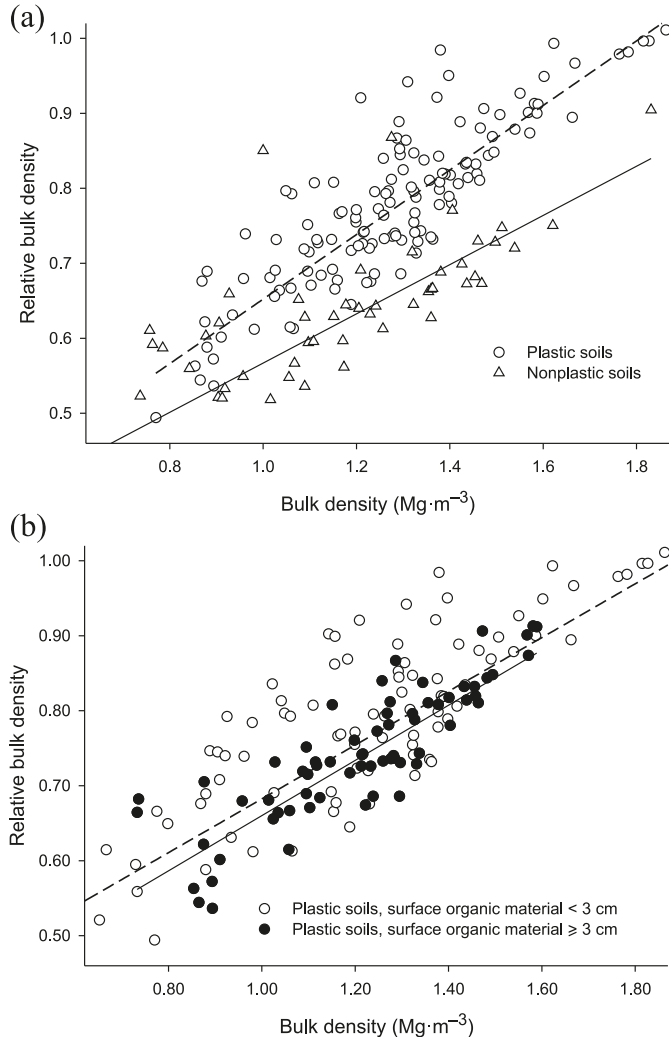 (a)
1.0
0.9
0.8
0.7
0.6
0.5
Relative bulk density
Plastic soils
Nonplastic soils
0.8 1.0 1.2 1.4 1.6 1.8
Bulk density (Mg·m⁻³)
(b)
1.00
0.90
0.80
0.70
0.60
0.50
Relative bulk density
Plastic soils, surface organic material < 3 cm
Plastic soils, surface organic material ≥ 3 cm
0.80 1.00 1.20 1.40 1.60 1.80
Bulk density (Mg·m⁻³)